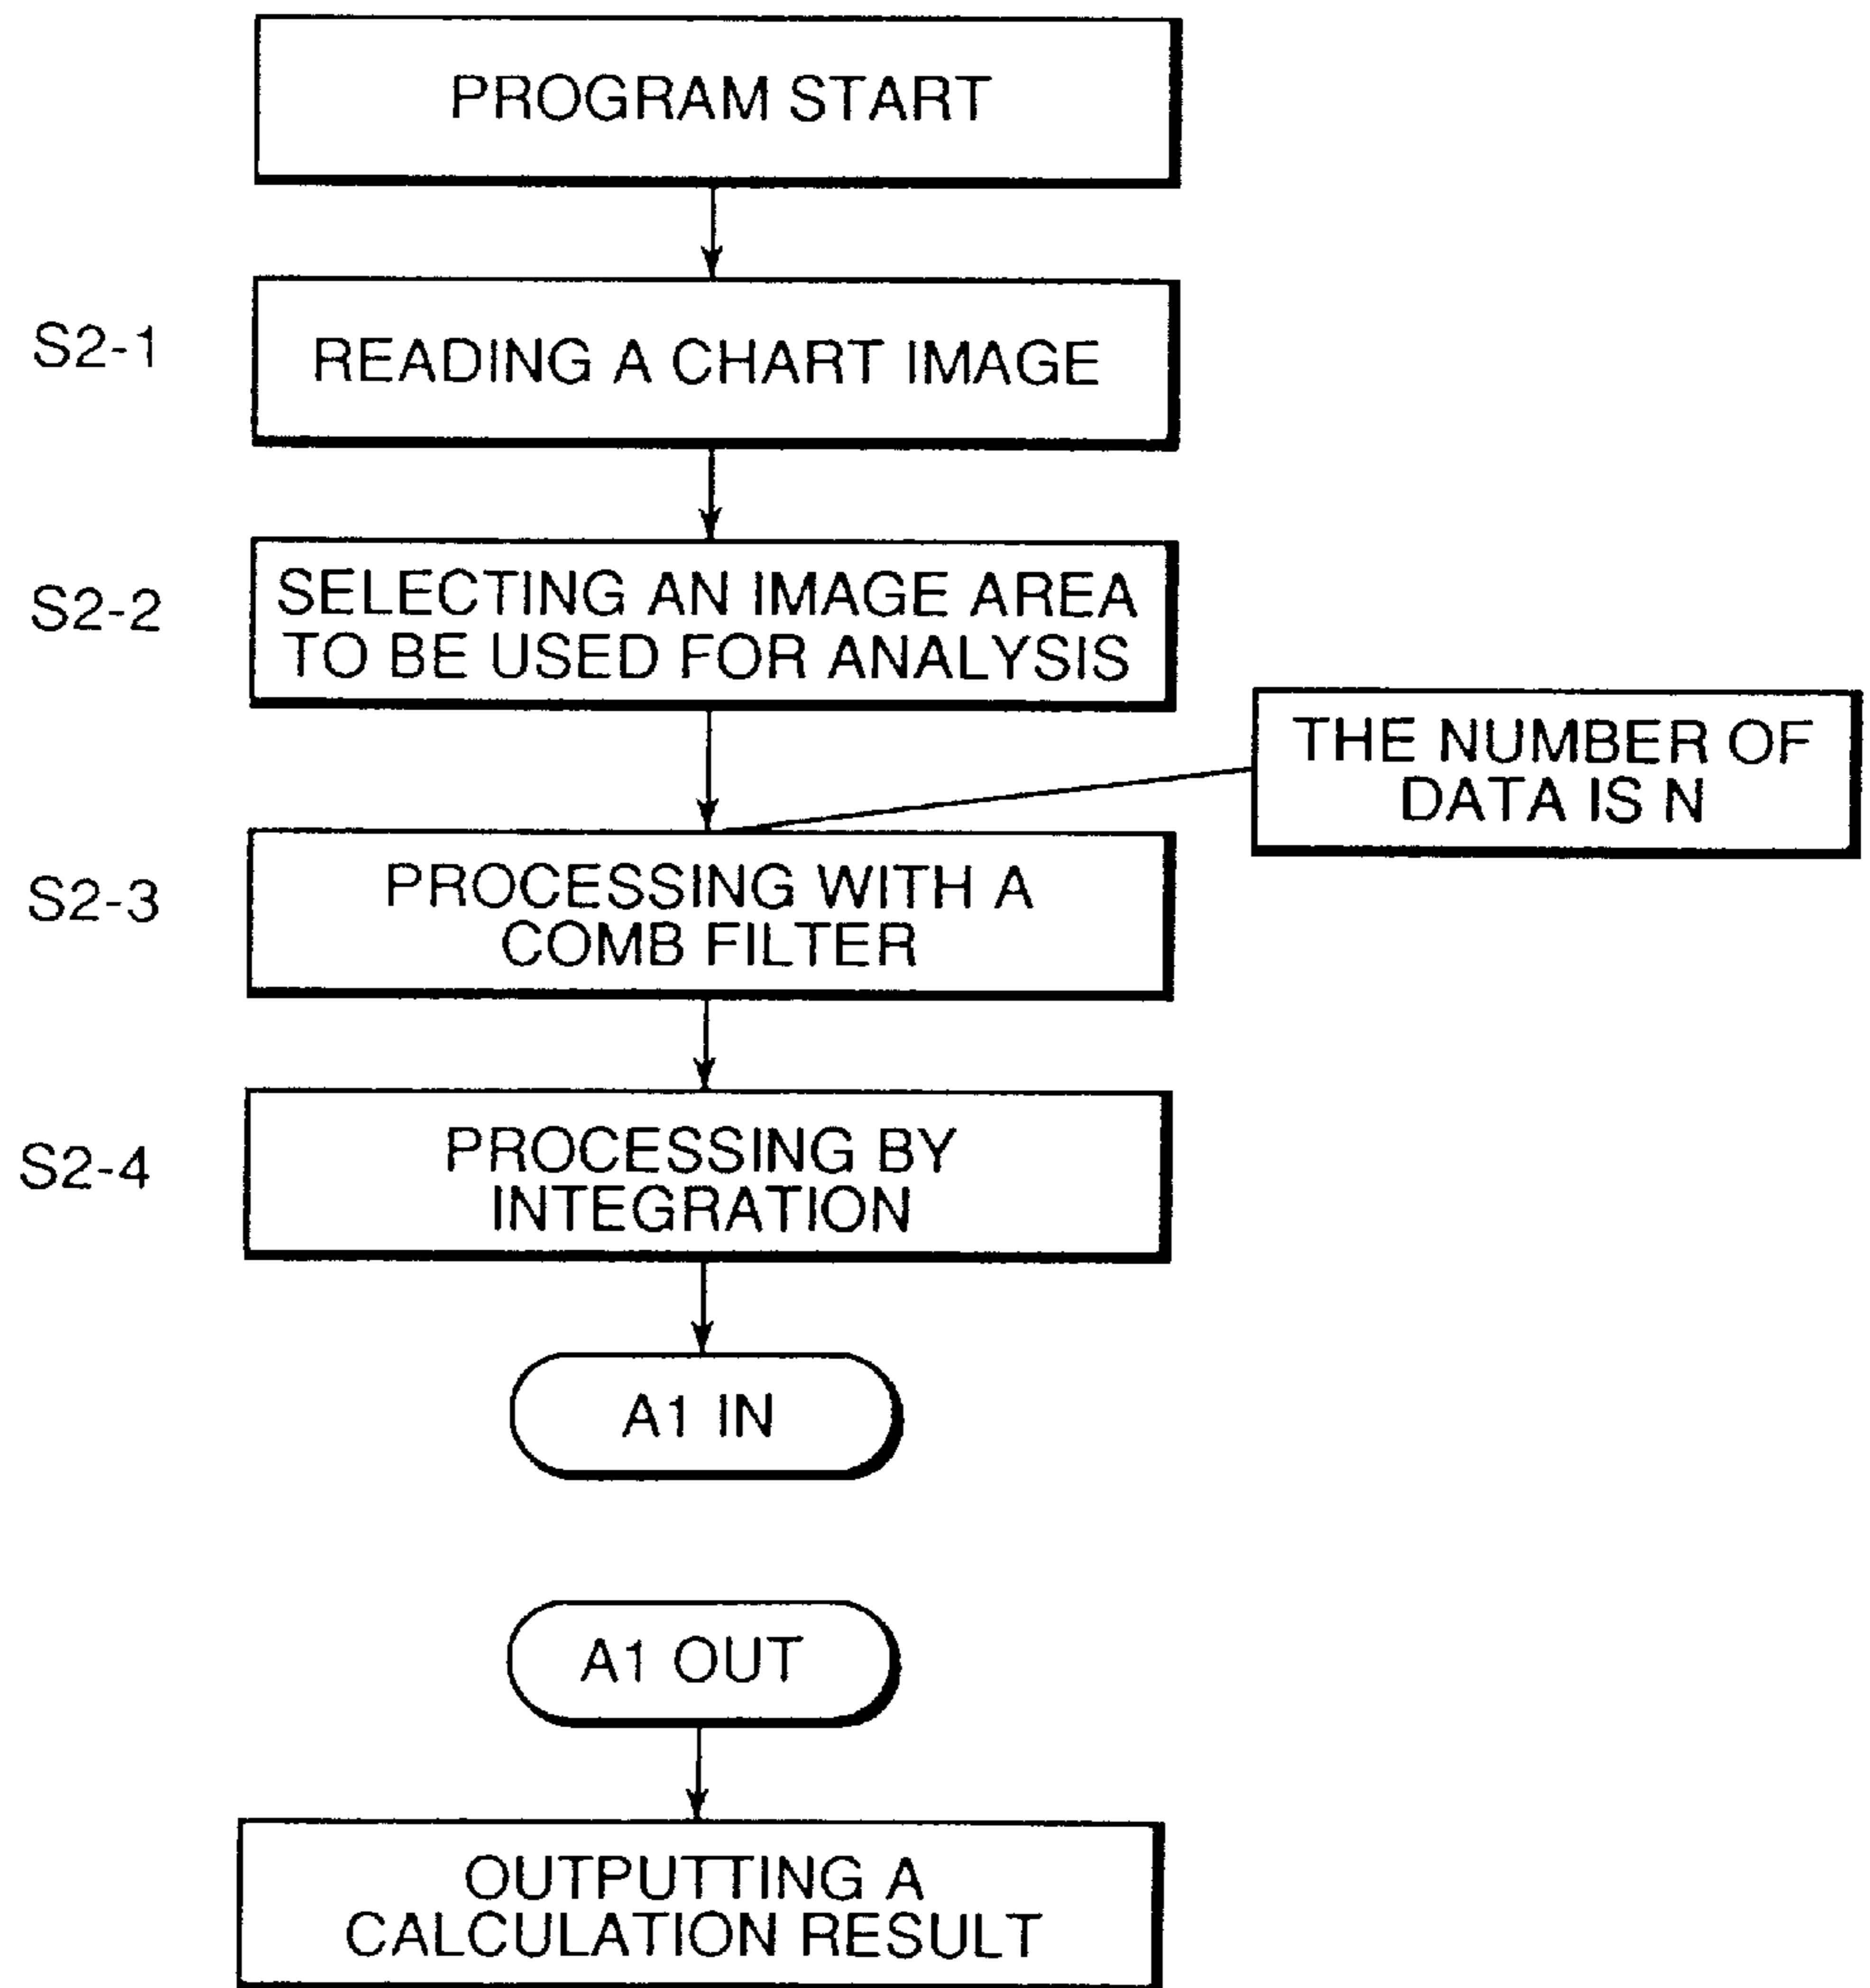 PROGRAM START
S2-1
READING A CHART IMAGE
S2-2
SELECTING AN IMAGE AREA
TO BE USED FOR ANALYSIS
THE NUMBER OF
DATA IS N
S2-3
PROCESSING WITH A
COMB FILTER
S2-4
PROCESSING BY
INTEGRATION
A1 IN
A1 OUT
OUTPUTTING A
CALCULATION RESULT